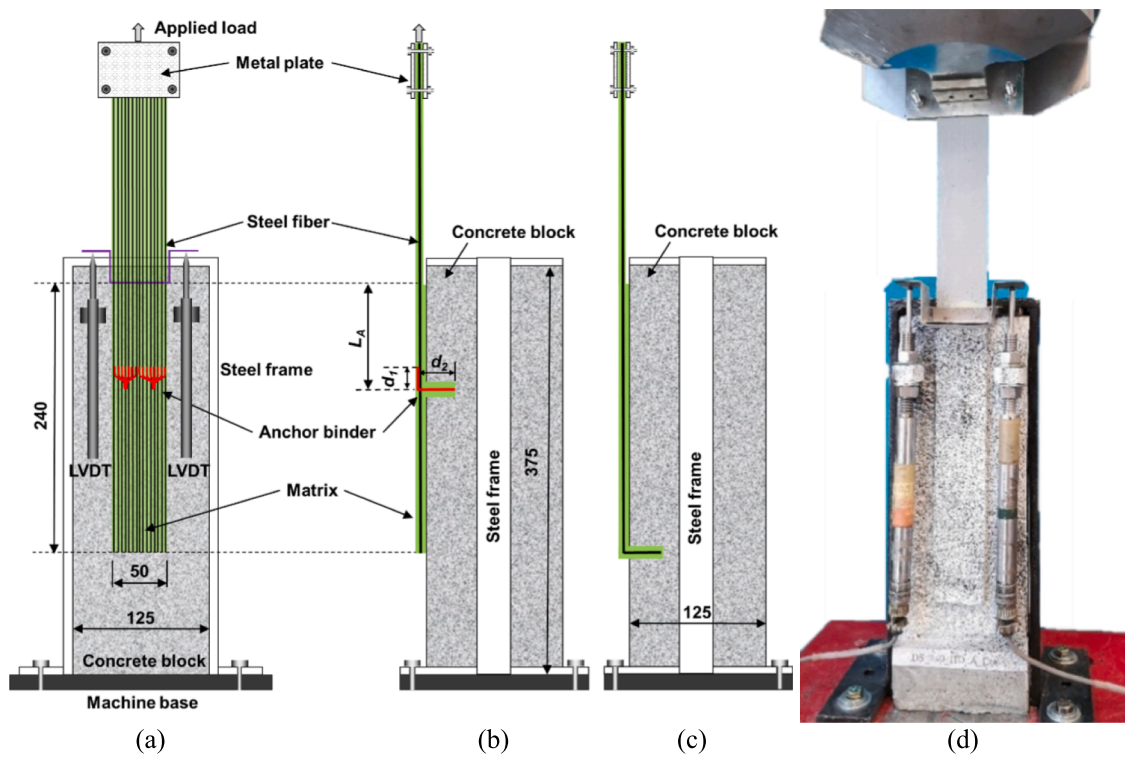 Applied load
Metal plate
Steel fiber
Concrete block
Concrete block
L_A
d_1
d_2
Steel frame
240
Anchor binder
LVDT
LVDT
Matrix
Steel frame
375
Steel frame
50
125
125
Concrete block
Machine base
(a)
(b)
(c)
(d)